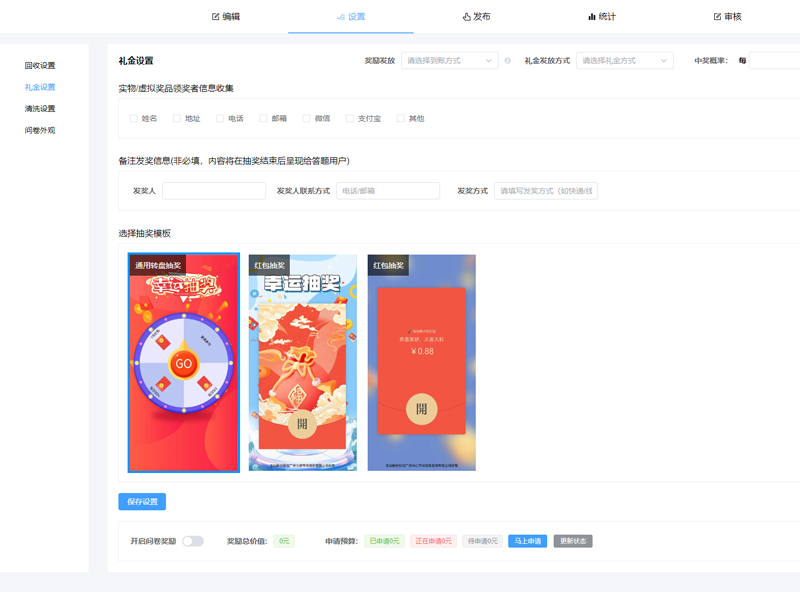 编辑
设置
发布
统计
审核
回收设置
礼金设置
清洗设置
问卷外观
礼金设置
奖励发放 请选择到账方式
礼金发放方式 请选择礼金方式
中奖概率： 每
实物/虚拟奖品领奖者信息收集
姓名 地址 电话 邮箱 微信 支付宝 其他
备注发奖信息(非必填，内容将在抽奖结束后呈现给答题用户)
发奖人
发奖人联系方式 电话/邮箱
发奖方式 请填写发奖方式（如快递/线
选择抽奖模板
通用转盘抽奖
幸运抽奖
GO
红包抽奖
幸运抽奖
福
開
红包抽奖
恭喜发财，大吉大利
￥0.88
開
保存设置
开启问卷奖励
奖励总价值: 0元
申请预算: 已申请0元 正在申请0元 待申请0元 马上申请 更新状态